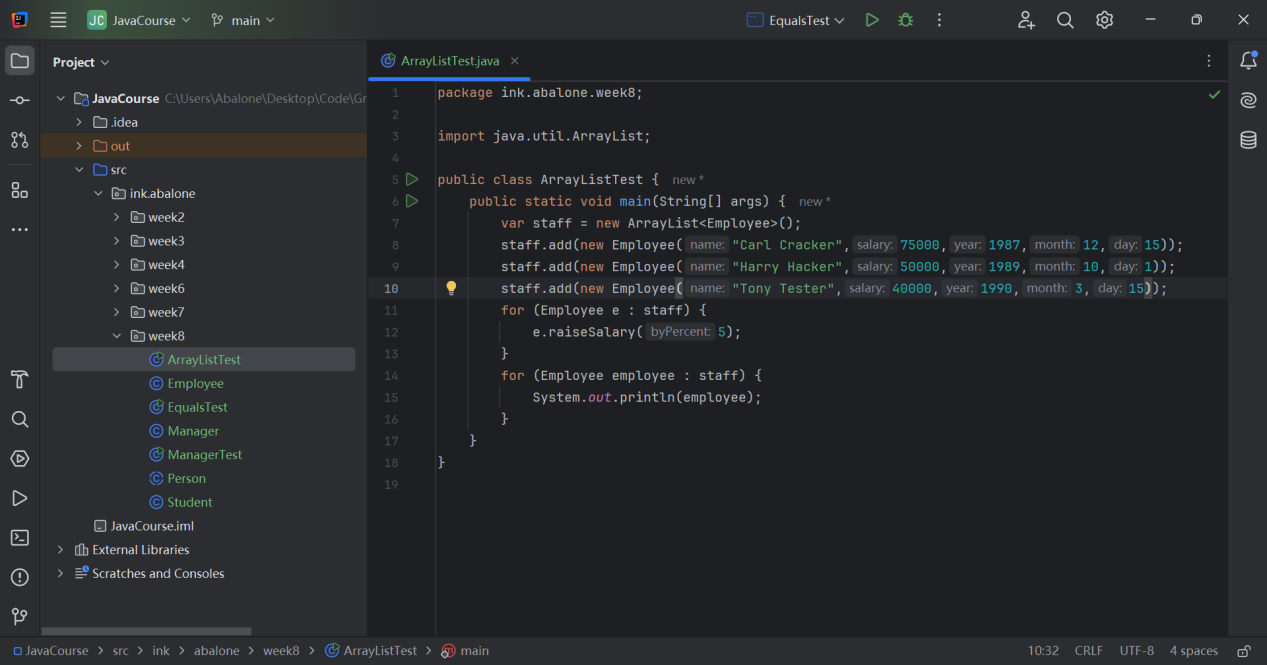 JC JavaCourse main EqualsTest
Project
ArrayListTest.java
JavaCourse C:\Users\Abalone\Desktop\Code\Gr
.idea
out
src
ink.abalone
week2
week3
week4
week6
week7
week8
ArrayListTest
Employee
EqualsTest
Manager
ManagerTest
Person
Student
JavaCourse.iml
External Libraries
Scratches and Consoles
1 package ink.abalone.week8;
2
3 import java.util.ArrayList;
4
5 public class ArrayListTest { new *
6 public static void main(String[] args) { new *
7 var staff = new ArrayList<Employee>();
8 staff.add(new Employee( name: "Carl Cracker", salary: 75000, year: 1987, month: 12, day: 15));
9 staff.add(new Employee( name: "Harry Hacker", salary: 50000, year: 1989, month: 10, day: 1));
10 staff.add(new Employee( name: "Tony Tester", salary: 40000, year: 1990, month: 3, day: 15));
11 for (Employee e : staff) {
12 e.raiseSalary( byPercent: 5);
13 }
14 for (Employee employee : staff) {
15 System.out.println(employee);
16 }
17 }
18 }
19
JavaCourse > src > ink > abalone > week8 > ArrayListTest > main
10:32 CRLF UTF-8 4 spaces